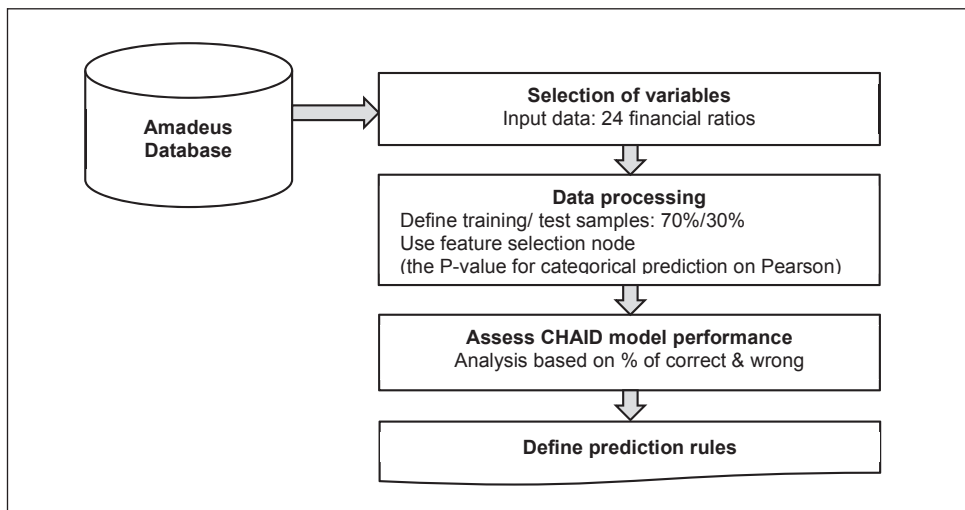 Amadeus
Database
Selection of variables
Input data: 24 financial ratios
Data processing
Define training/ test samples: 70%/30%
Use feature selection node
(the P-value for categorical prediction on Pearson)
Assess CHAID model performance
Analysis based on % of correct & wrong
Define prediction rules